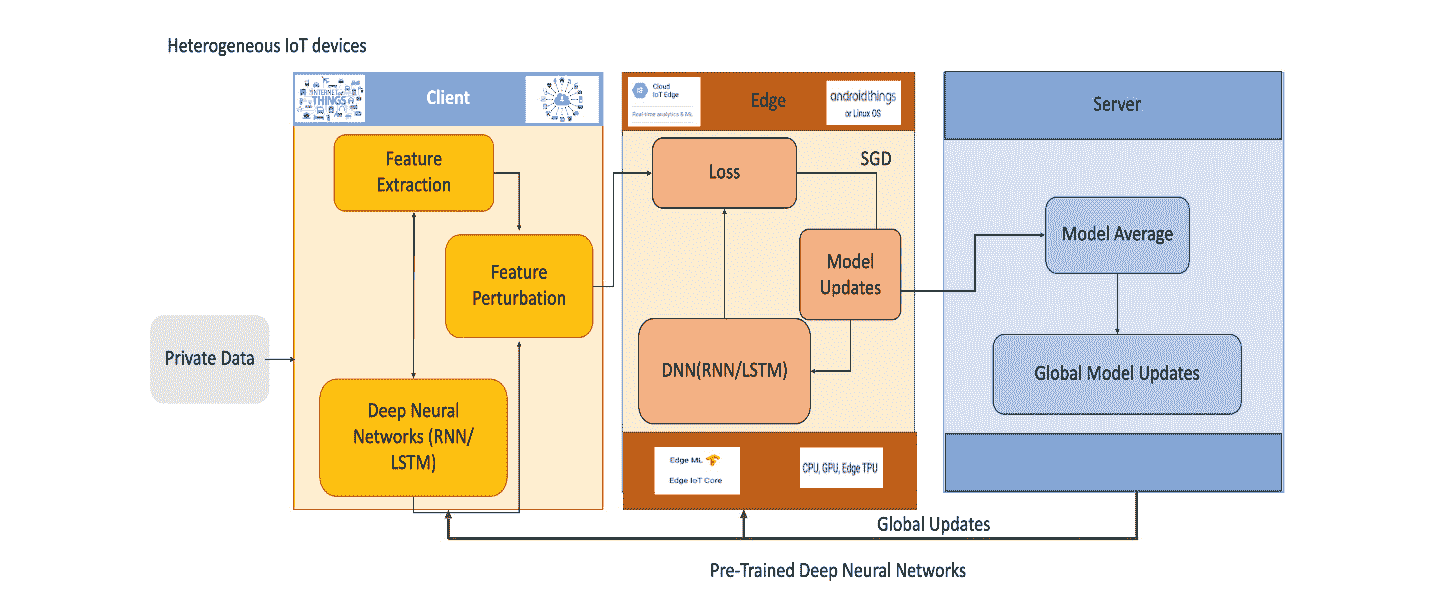 Heterogeneous IoT devices
INTERNET OF
THINGS
Client
Cloud
IoT Edge
Real-time analytics & ML
Edge
androidthings
or Linux OS
Server
Feature
Extraction
Feature
Perturbation
Private Data
Deep Neural
Networks (RNN/
LSTM)
Loss
SGD
Model
Updates
DNN(RNN/LSTM)
Edge ML
Edge IoT Core
CPU, GPU, Edge TPU
Model Average
Global Model Updates
Global Updates
Pre-Trained Deep Neural Networks